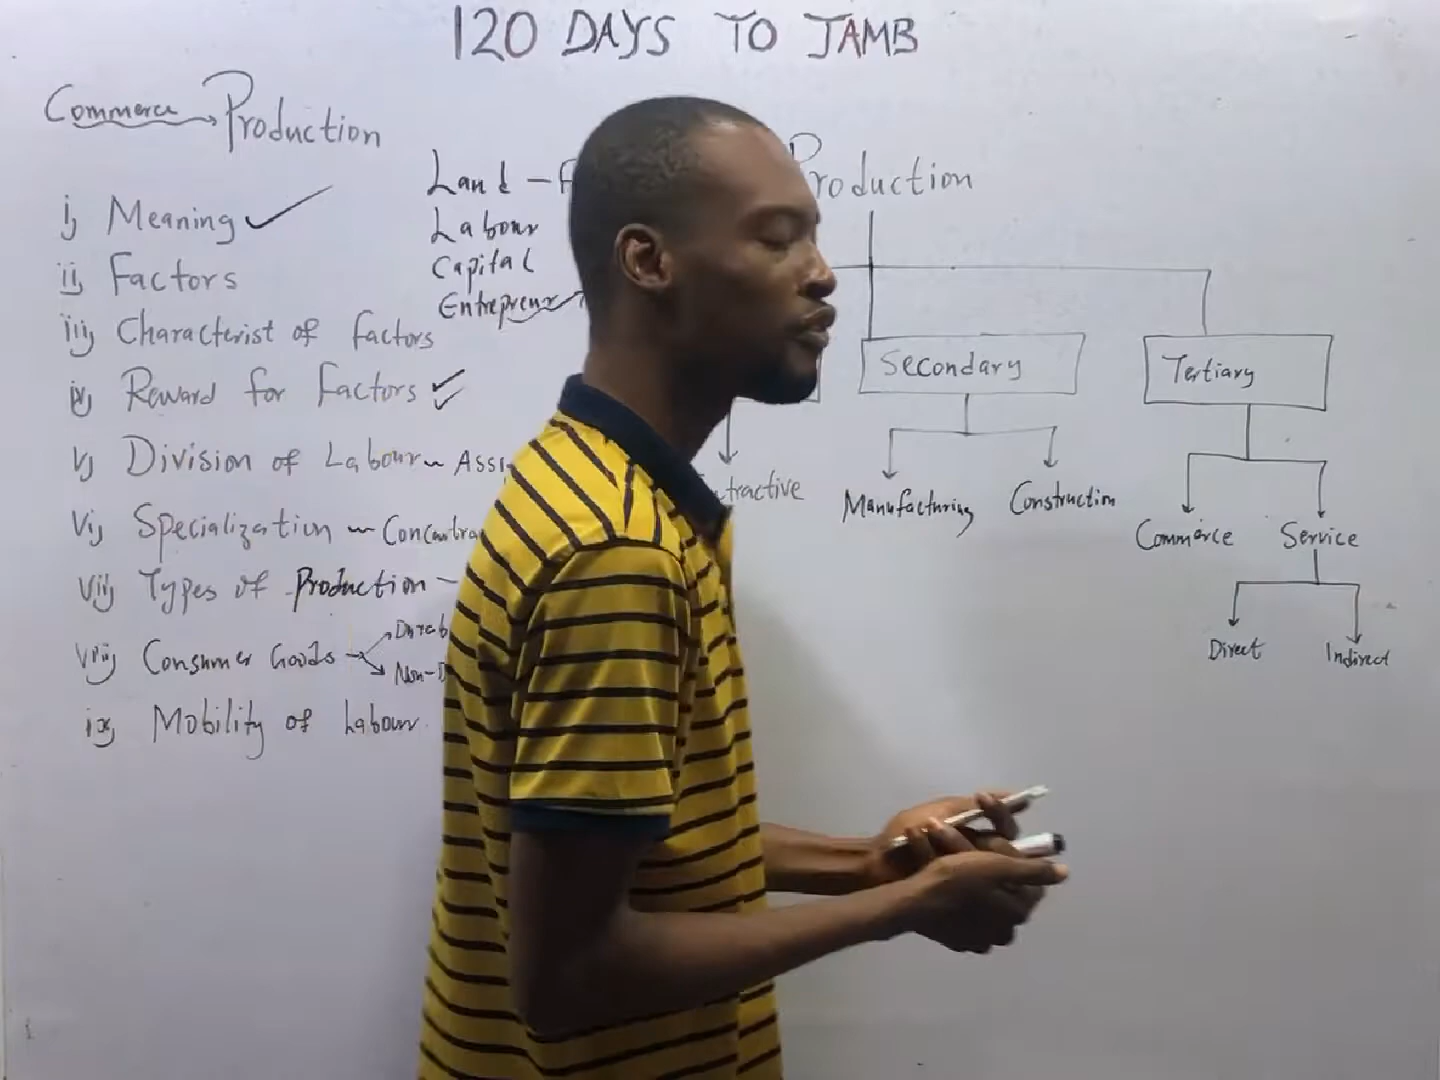 120 DAYS TO JAMB
Commerce Production
i, Meaning
ii, Factors
iii, Characterist of factors
iv, Reward for Factors
v, Division of Labour
vi, Specialization
vii, Types of Production
viii, Consumer Goods
ix, Mobility of Labour
Land
Labour
Capital
Entreprenur
Production
Secondary
Tertiary
Manufacturing
Construction
Commerce
Service
Direct
Indirect